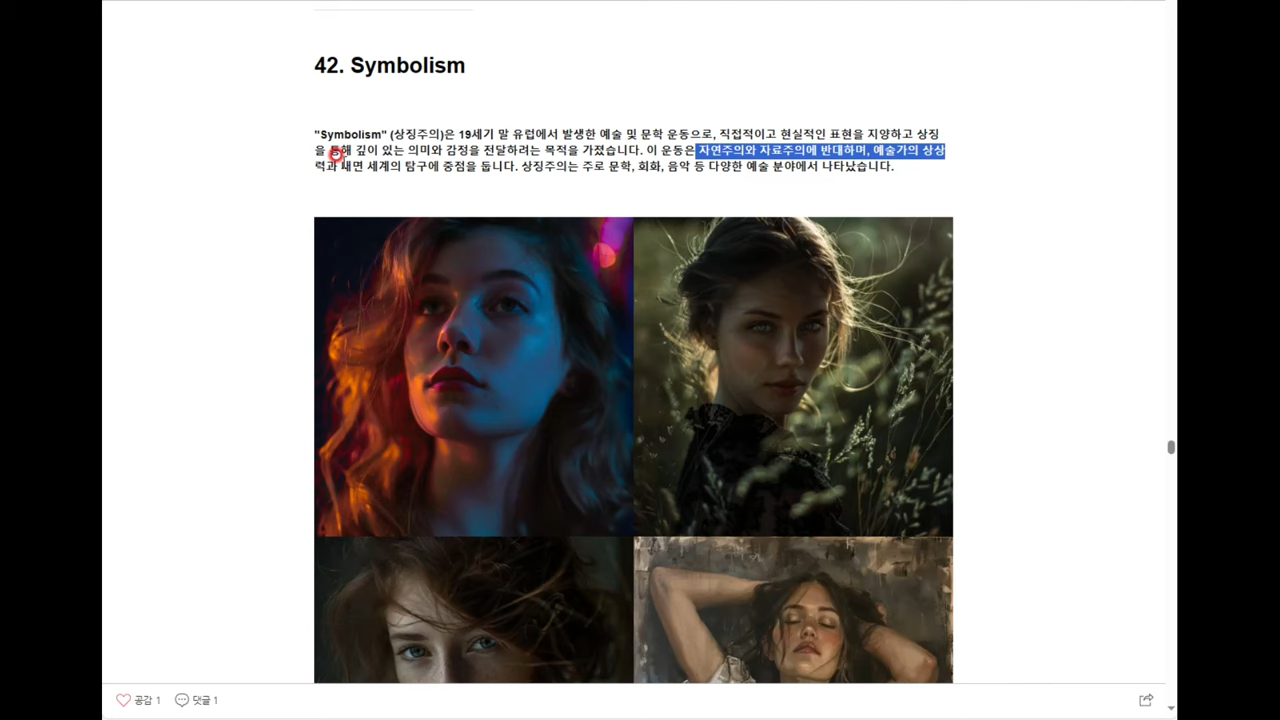 42. Symbolism
"Symbolism" (상징주의)은 19세기 말 유럽에서 발생한 예술 및 문학 운동으로, 직접적이고 현실적인 표현을 지양하고 상징
을 통해 깊이 있는 의미와 감정을 전달하려는 목적을 가졌습니다. 이 운동은 자연주의와 자료주의에 반대하며, 예술가의 상상
력과 내면 세계의 탐구에 중점을 둡니다. 상징주의는 주로 문학, 회화, 음악 등 다양한 예술 분야에서 나타났습니다.
공감 1 댓글 1